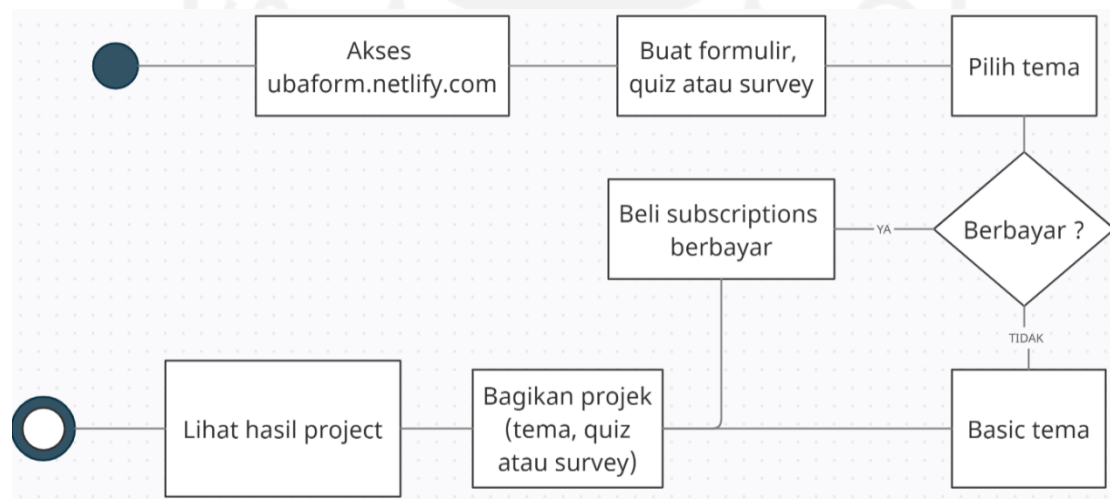 Akses
ubaform.netlify.com
Buat formulir,
quiz atau survey
Pilih tema
Beli subscriptions
berbayar
YA
Berbayar ?
TIDAK
Lihat hasil project
Bagikan projek
(tema, quiz
atau survey)
Basic tema